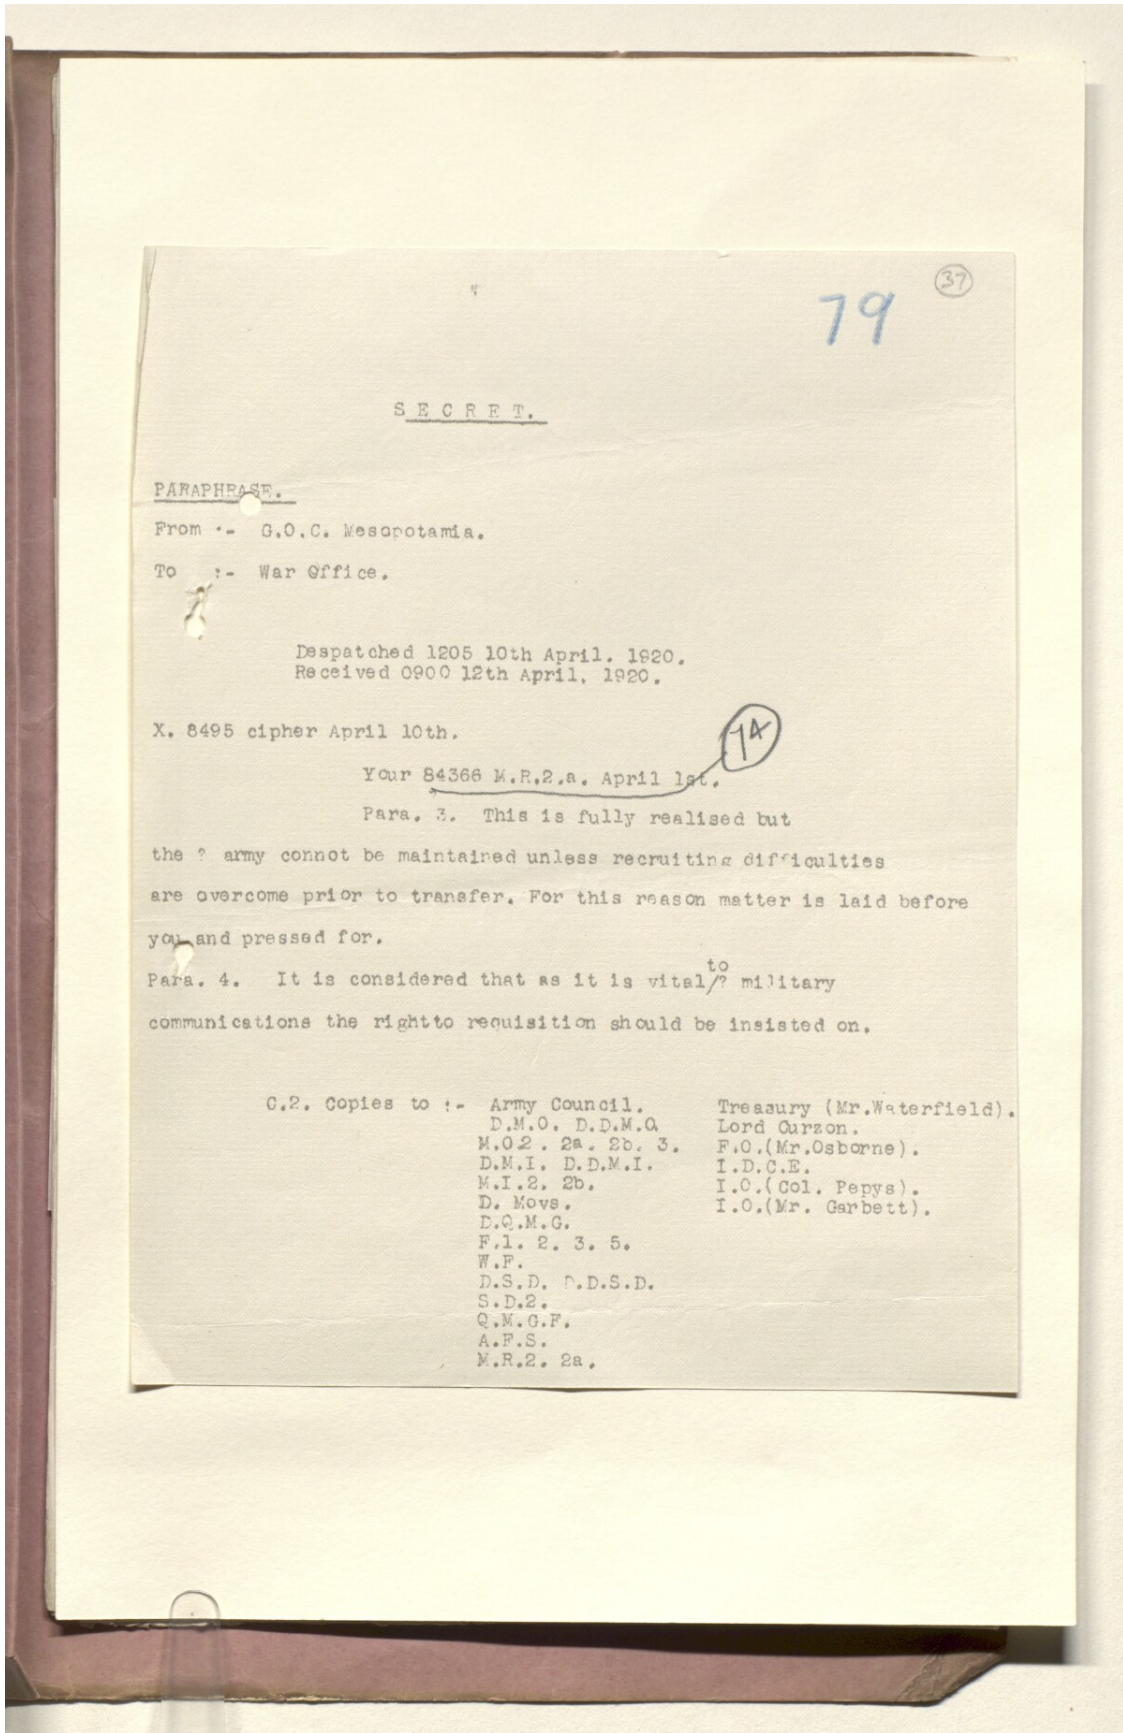 37
79
SECRET.
PARAPHRASE.
From :- G.O.C. Mesopotamia.
To :- War Office.
Despatched 1205 10th April. 1920.
Received 0900 12th April. 1920.
X. 8495 cipher April 10th.
74
Your 84366 M.R.2.a. April 1st.
Para. 3. This is fully realised but
the ? army connot be maintained unless recruiting difficulties
are overcome prior to transfer. For this reason matter is laid before
you and pressed for.
to
Para. 4. It is considered that as it is vital/? military
communications the rightto requisition should be insisted on.
C.2. Copies to :- Army Council. Treasury (Mr.Waterfield).
D.M.O. D.D.M.O. Lord Curzon.
M.O2. 2a. 2b. 3. F.O.(Mr.Osborne).
D.M.I. D.D.M.I. I.D.C.E.
M.I.2. 2b. I.O.(Col. Pepys).
D. Movs. I.O.(Mr. Garbett).
D.Q.M.G.
F.1. 2. 3. 5.
W.F.
D.S.D. D.D.S.D.
S.D.2.
Q.M.G.F.
A.F.S.
M.R.2. 2a.